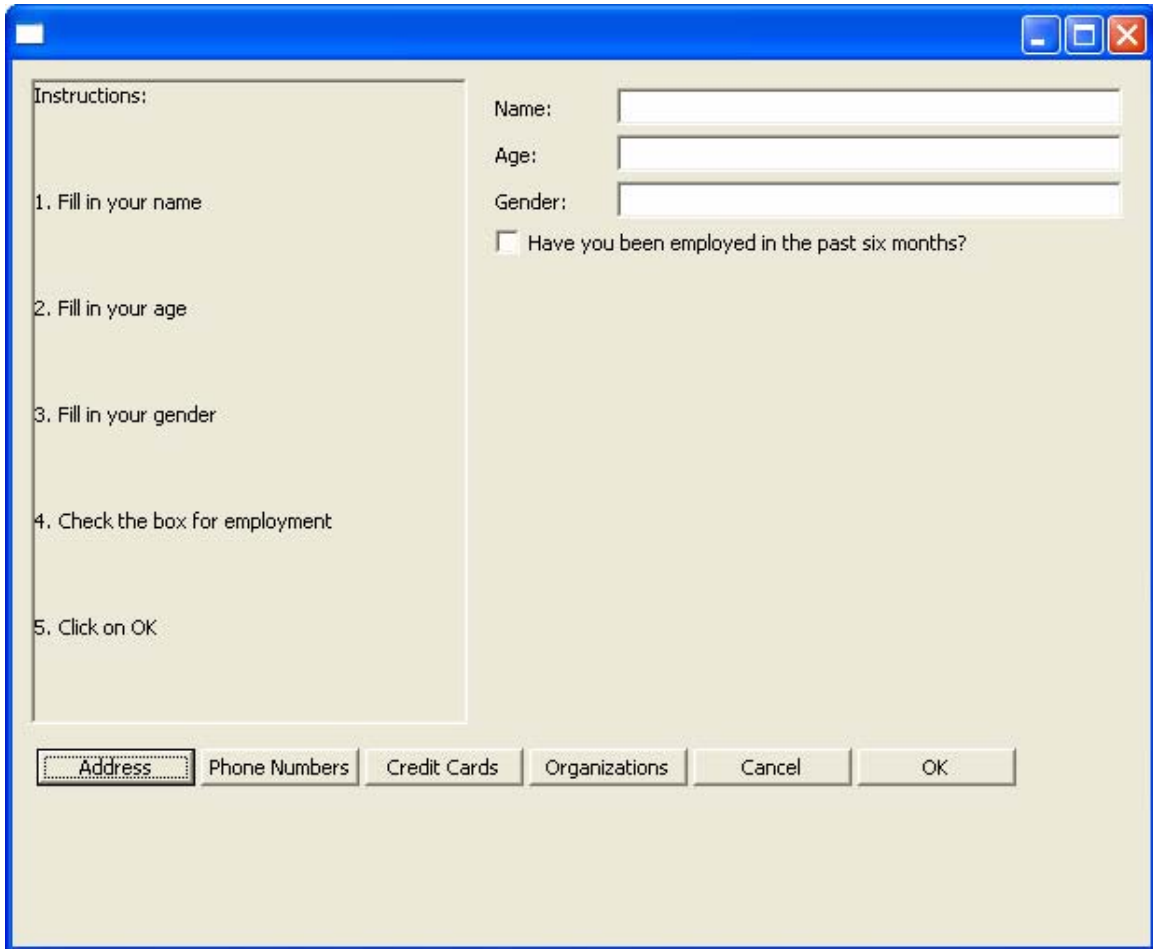 Instructions:
1. Fill in your name
2. Fill in your age
3. Fill in your gender
4. Check the box for employment
5. Click on OK
Name:
Age:
Gender:
Have you been employed in the past six months?
Address
Phone Numbers
Credit Cards
Organizations
Cancel
OK